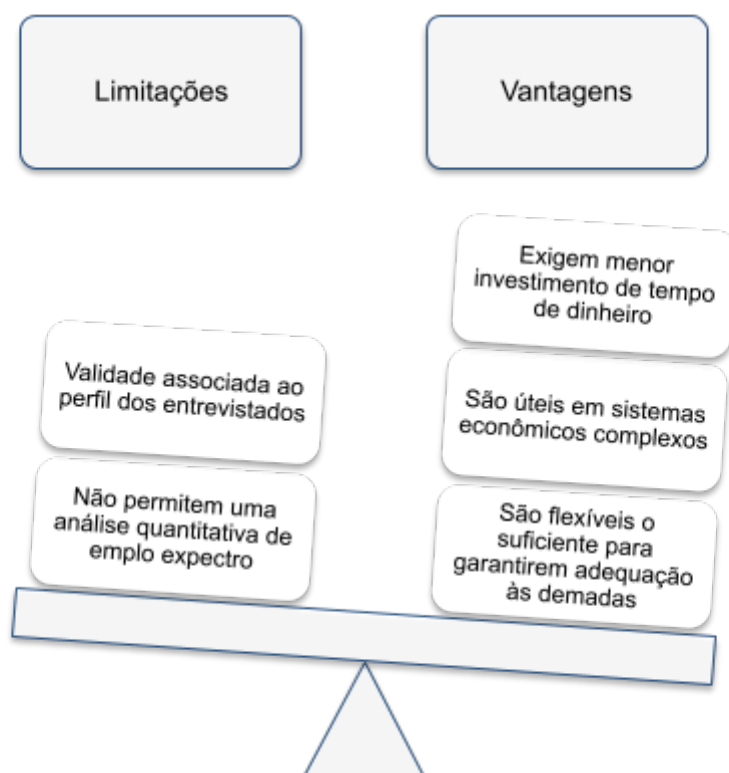 Limitações
Vantagens
Validade associada ao
perfil dos entrevistados
Não permitem uma
análise quantitativa de
emplo expectro
Exigem menor
investimento de tempo
de dinheiro
São úteis em sistemas
econômicos complexos
São flexíveis o
suficiente para
garantirem adequação
às demadas